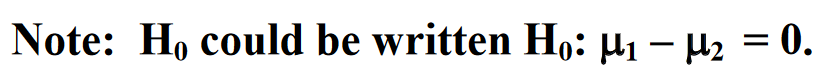 Note: H₀ could be written H₀: μ₁ – μ₂ = 0.